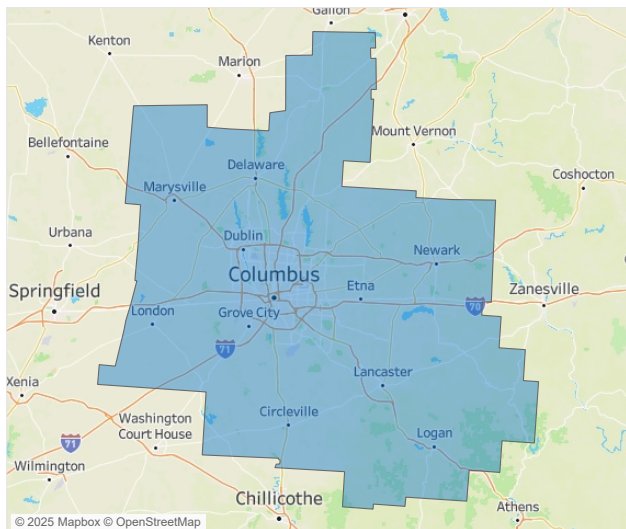 Galion
Kenton
Marion
Mount Vernon
Bellefontaine
Delaware
Coshocton
Marysville
Urbana
Dublin
Newark
Columbus
Etna
Springfield
Zanesville
70
London
Grove City
71
Lancaster
Xenia
Circleville
Washington
Court House
71
Logan
Wilmington
Chillicothe
Athens
© 2025 Mapbox © OpenStreetMap